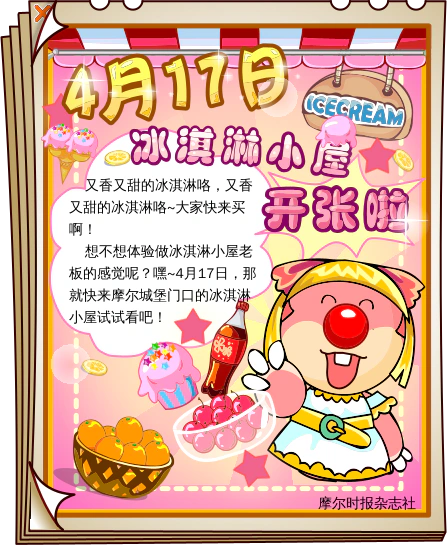 4月17日
ICECREAM
冰淇淋小屋
开张啦
又香又甜的冰淇淋咯，又香
又甜的冰淇淋咯~大家快来买
啊！
想不想体验做冰淇淋小屋老
板的感觉呢？嘿~4月17日，那
就快来摩尔城堡门口的冰淇淋
小屋试试看吧！
摩尔时报杂志社